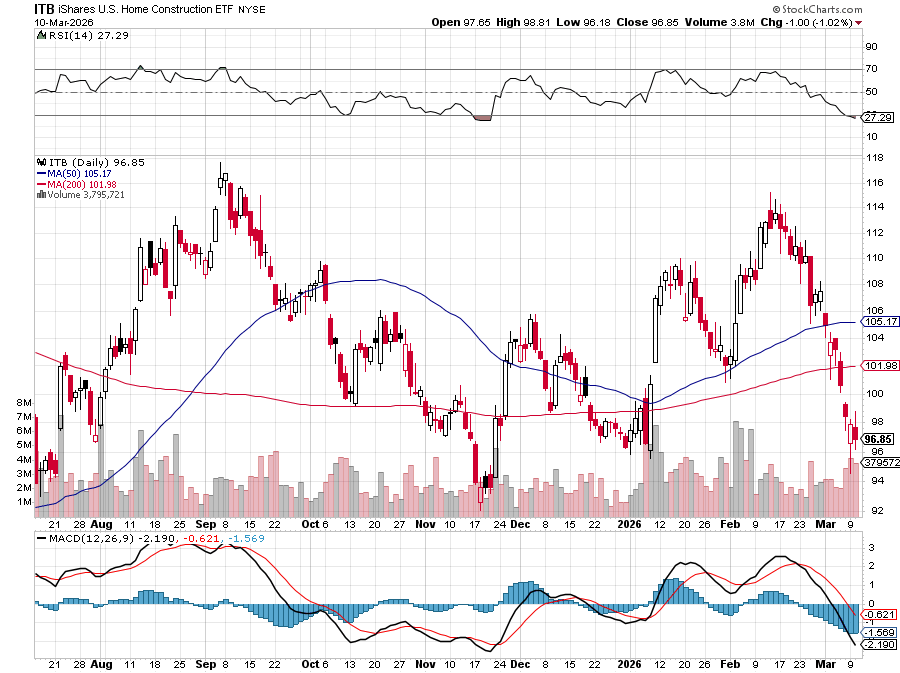 ITB iShares U.S. Home Construction ETF NYSE
© StockCharts.com
10-Mar-2026
Open 97.65 High 98.81 Low 96.18 Close 96.85 Volume 3.8M Chg -1.00 (-1.02%)
RSI(14) 27.29
90
70
50
30
27.29
10
ITB (Daily) 96.85
MA(50) 105.17
MA(200) 101.98
Volume 3,795,721
118
116
114
112
110
108
106
105.17
104
101.98
100
98
96.85
96
379572
94
92
8M
7M
6M
5M
4M
3M
2M
1M
21 28 Aug 11 18 25 Sep 8 15 22 Oct 6 13 20 27 Nov 10 17 24 Dec 8 15 22 2026 12 20 26 Feb 9 17 23 Mar 9
MACD(12,26,9) -2.190, -0.621, -1.569
3
2
1
0
-0.621
-1
-1.569
-2.190
21 28 Aug 11 18 25 Sep 8 15 22 Oct 6 13 20 27 Nov 10 17 24 Dec 8 15 22 2026 12 20 26 Feb 9 17 23 Mar 9